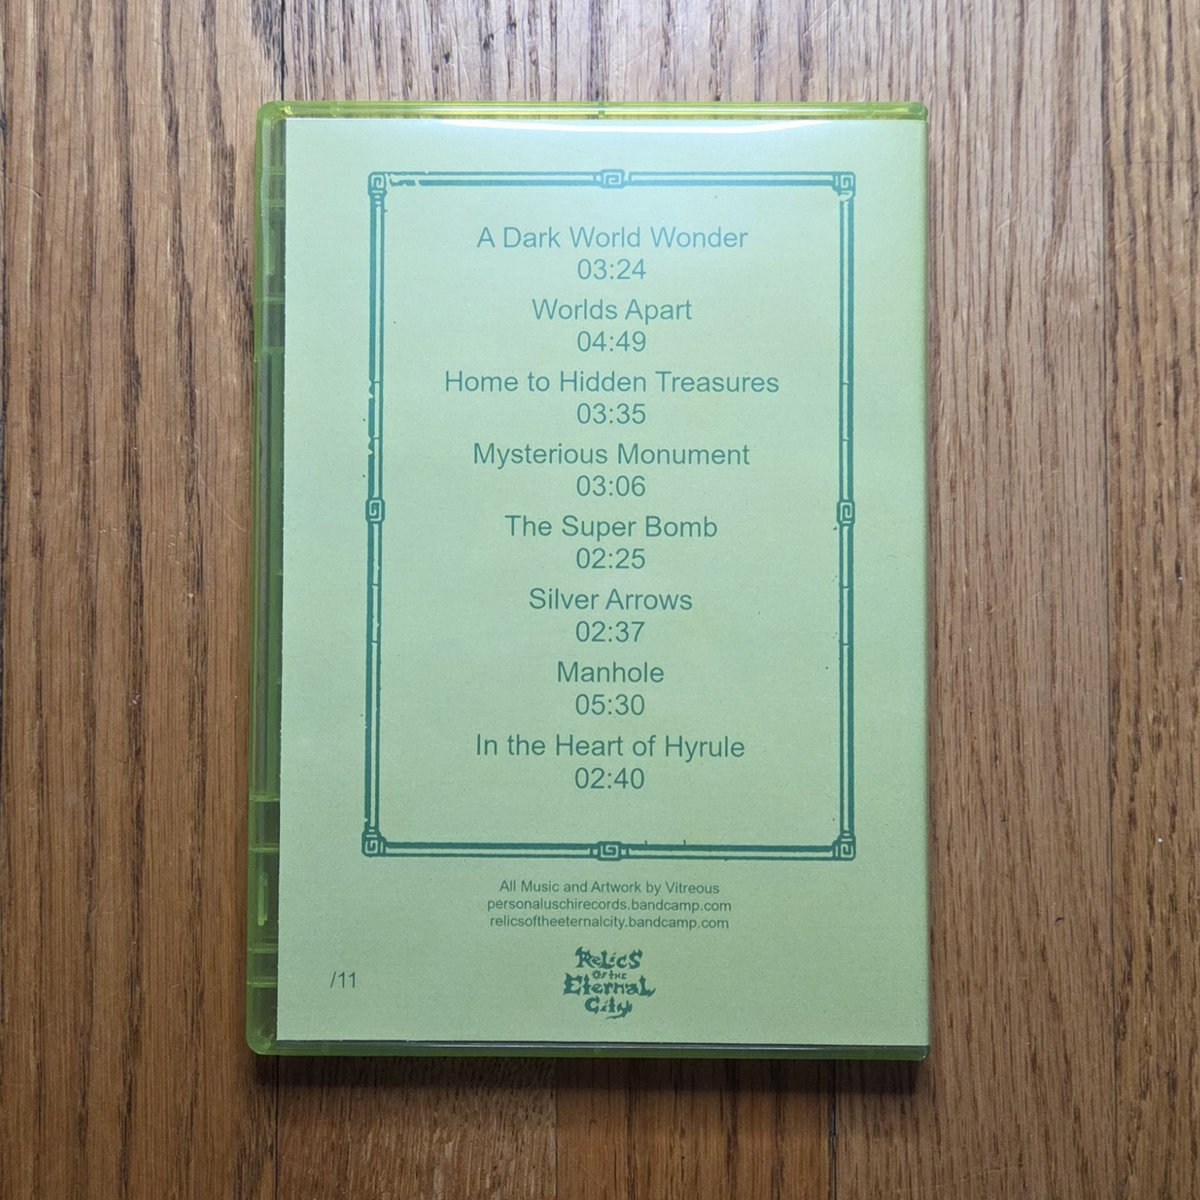 A Dark World Wonder
03:24
Worlds Apart
04:49
Home to Hidden Treasures
03:35
Mysterious Monument
03:06
The Super Bomb
02:25
Silver Arrows
02:37
Manhole
05:30
In the Heart of Hyrule
02:40
All Music and Artwork by Vitreous
personaluschirecords.bandcamp.com
relicsoftheeternalcity.bandcamp.com
/11
Relics
of the
Eternal
City